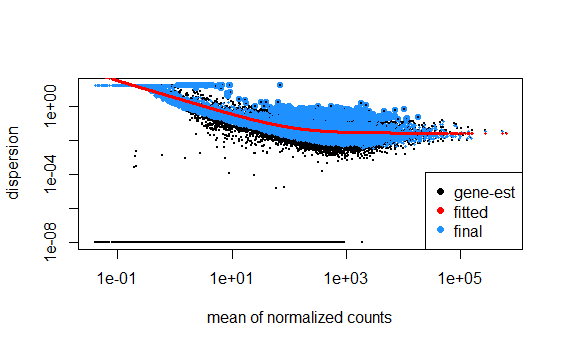 dispersion
1e+00
1e-04
1e-08
gene-est
fitted
final
1e-01
1e+01
1e+03
1e+05
mean of normalized counts